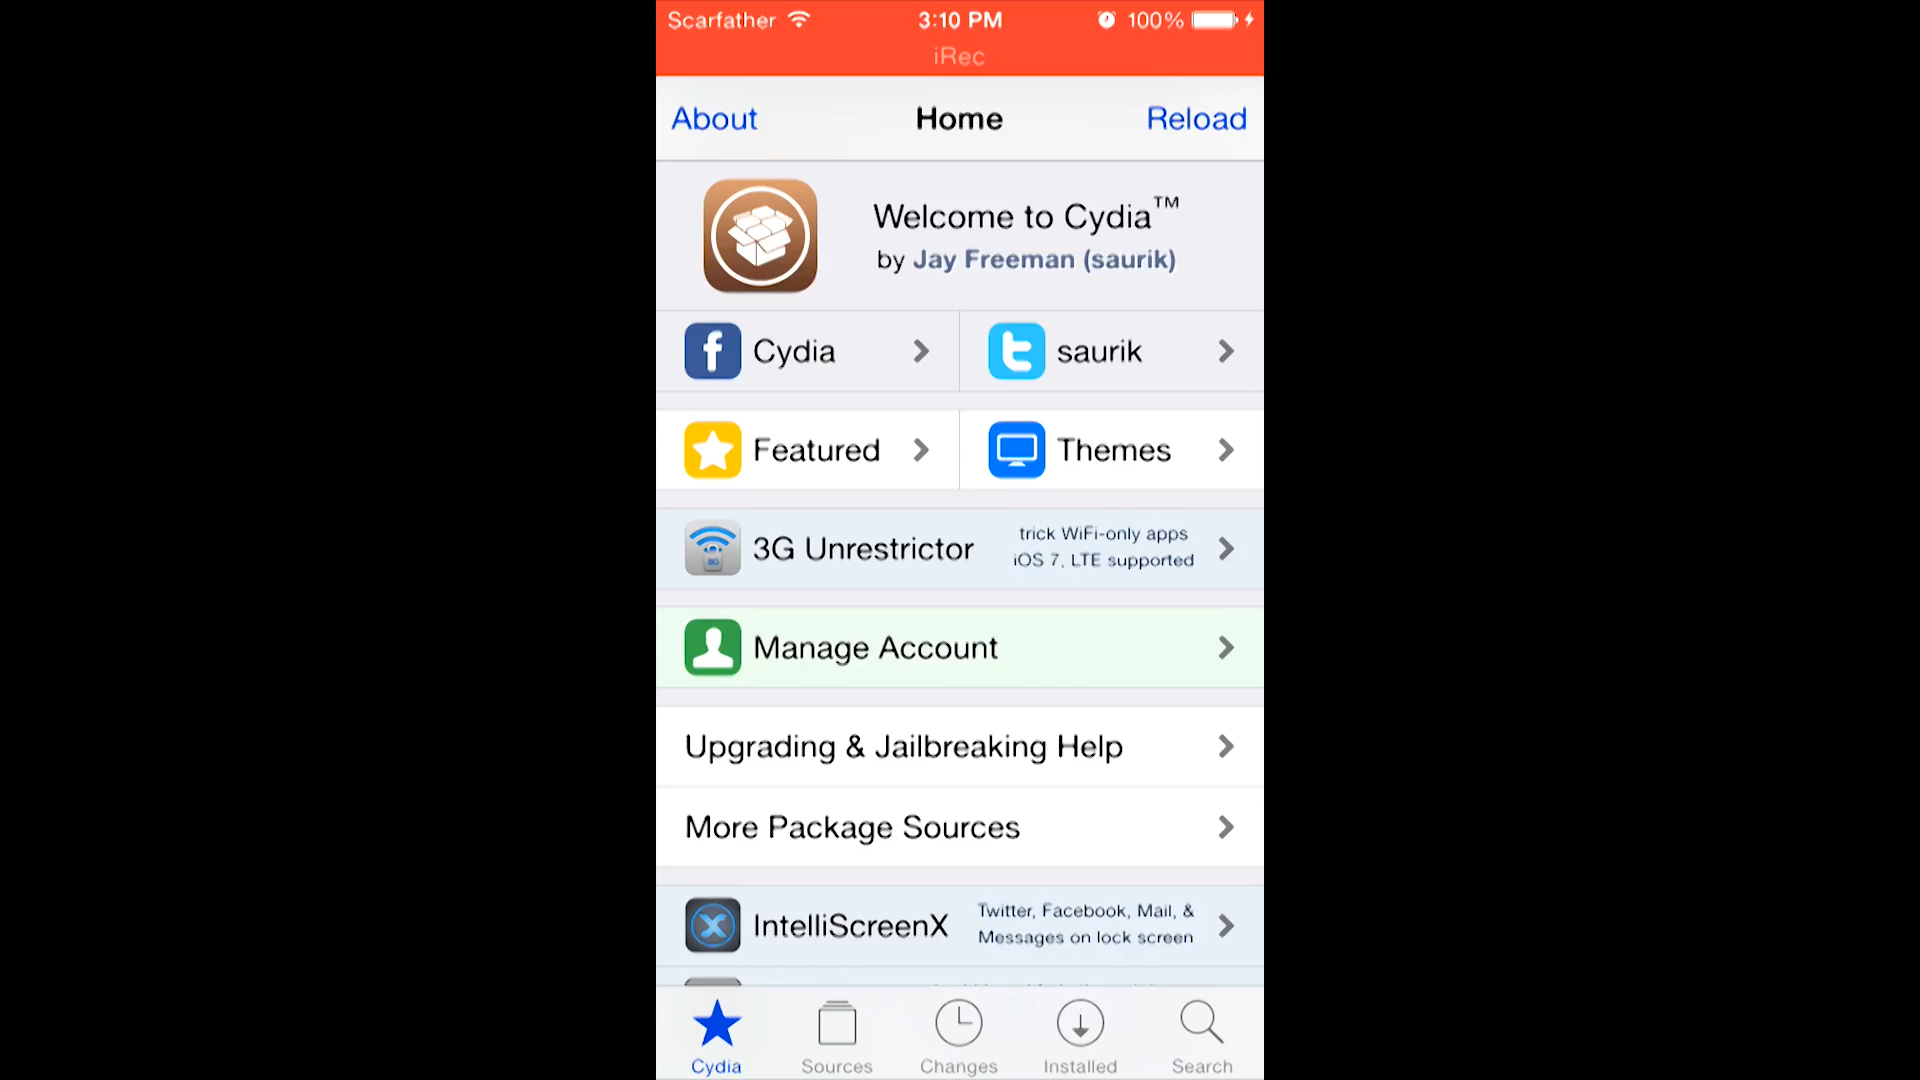 Scarfather 3:10 PM 100%
iRec
About Home Reload
Welcome to Cydia™
by Jay Freeman (saurik)
Cydia saurik
Featured Themes
3G Unrestrictor trick WiFi-only apps
iOS 7, LTE supported
Manage Account
Upgrading & Jailbreaking Help
More Package Sources
IntelliScreenX Twitter, Facebook, Mail, &
Messages on lock screen
Cydia Sources Changes Installed Search